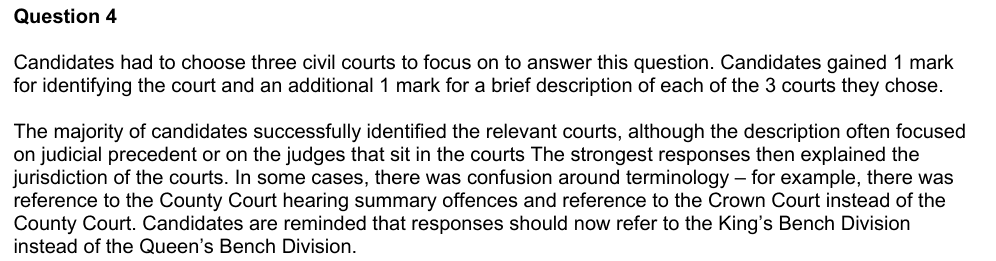 Question 4
Candidates had to choose three civil courts to focus on to answer this question. Candidates gained 1 mark
for identifying the court and an additional 1 mark for a brief description of each of the 3 courts they chose.
The majority of candidates successfully identified the relevant courts, although the description often focused
on judicial precedent or on the judges that sit in the courts The strongest responses then explained the
jurisdiction of the courts. In some cases, there was confusion around terminology – for example, there was
reference to the County Court hearing summary offences and reference to the Crown Court instead of the
County Court. Candidates are reminded that responses should now refer to the King’s Bench Division
instead of the Queen’s Bench Division.